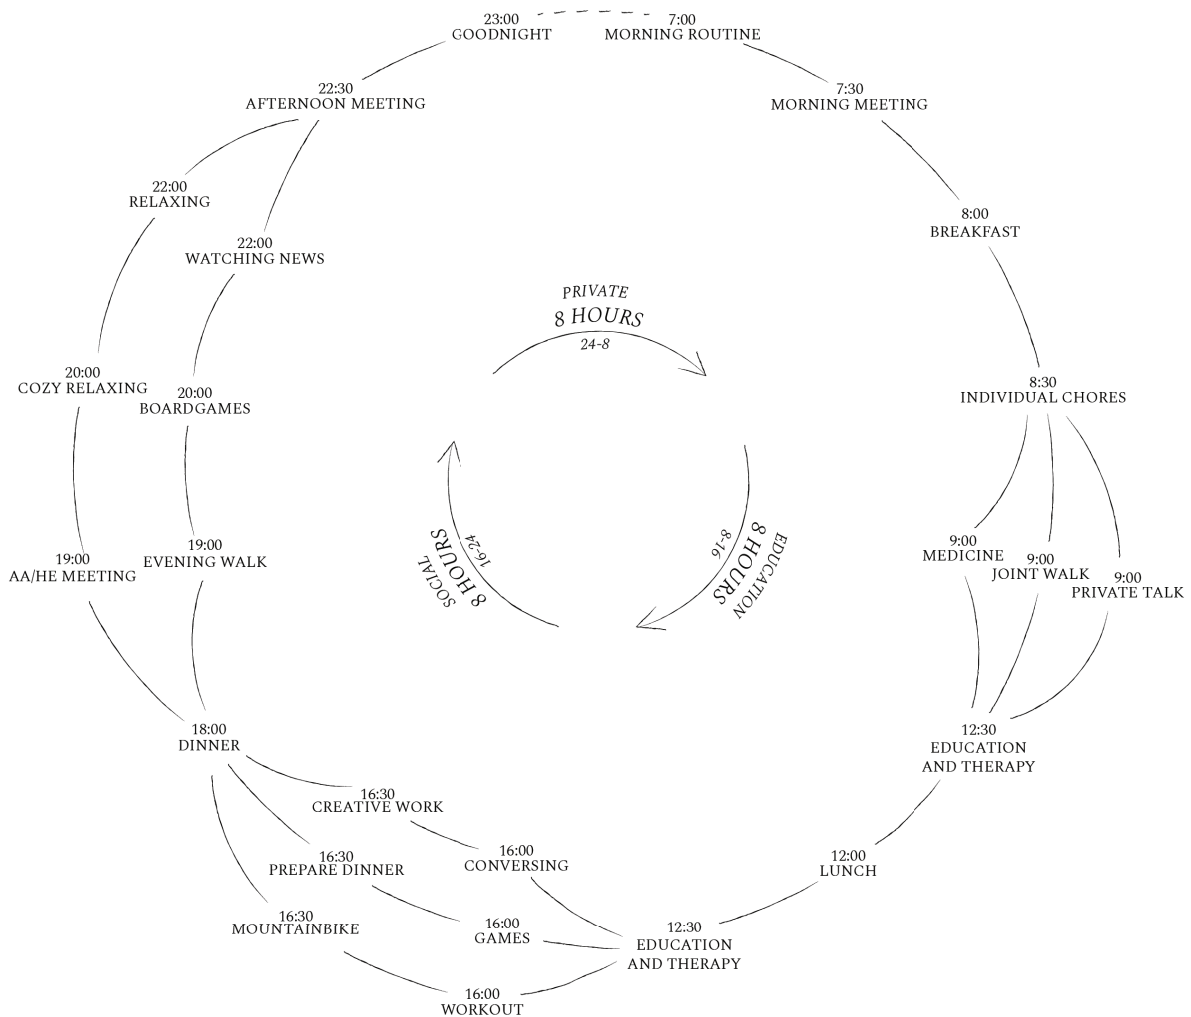 23:00
GOODNIGHT
7:00
MORNING ROUTINE
7:30
MORNING MEETING
8:00
BREAKFAST
8:30
INDIVIDUAL CHORES
9:00
MEDICINE
9:00
JOINT WALK
9:00
PRIVATE TALK
12:30
EDUCATION
AND THERAPY
12:00
LUNCH
12:30
EDUCATION
AND THERAPY
16:00
CONVERSING
16:00
GAMES
16:00
WORKOUT
16:30
CREATIVE WORK
16:30
PREPARE DINNER
16:30
MOUNTAINBIKE
18:00
DINNER
19:00
AA/HE MEETING
19:00
EVENING WALK
20:00
COZY RELAXING
20:00
BOARDGAMES
22:00
RELAXING
22:00
WATCHING NEWS
22:30
AFTERNOON MEETING
PRIVATE
8 HOURS
24-8
EDUCATION
8 HOURS
8-16
SOCIAL
8 HOURS
16-24